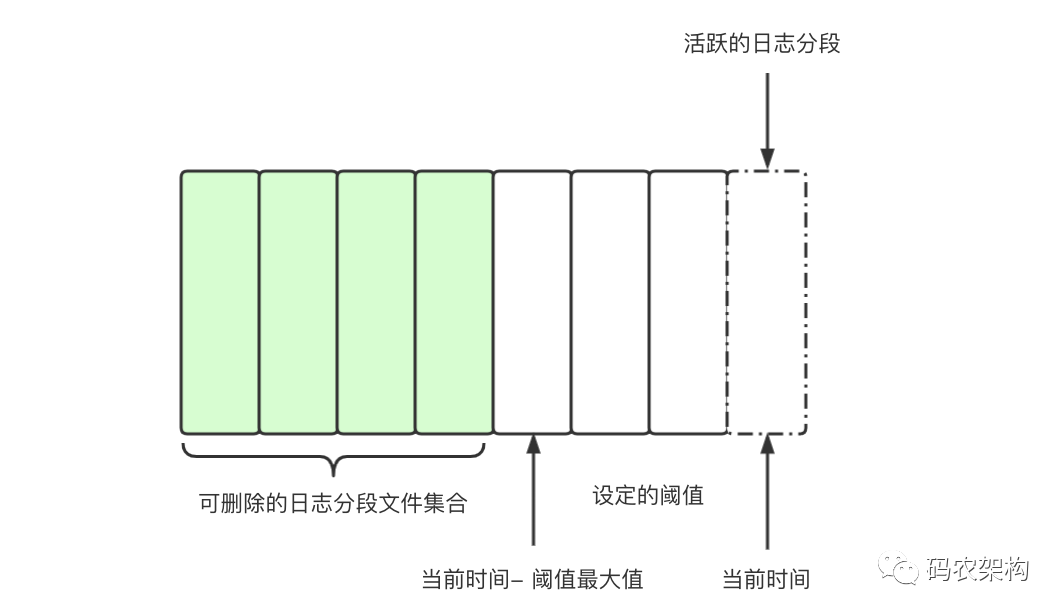 活跃的日志分段
可删除的日志分段文件集合
设定的阈值
当前时间– 阈值最大值
当前时间
码农架构